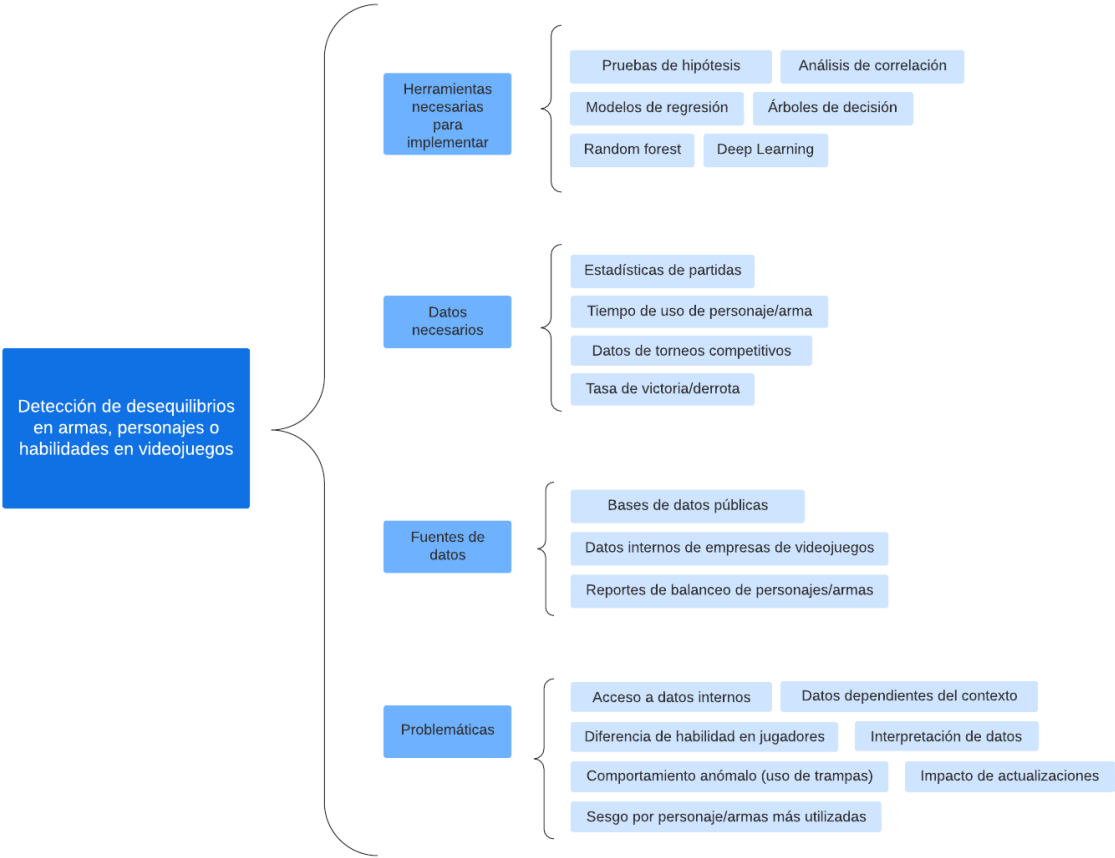 Detección de desequilibrios
en armas, personajes o
habilidades en videojuegos
Herramientas
necesarias
para
implementar
Pruebas de hipótesis
Análisis de correlación
Modelos de regresión
Árboles de decisión
Random forest
Deep Learning
Datos
necesarios
Estadísticas de partidas
Tiempo de uso de personaje/arma
Datos de torneos competitivos
Tasa de victoria/derrota
Fuentes de
datos
Bases de datos públicas
Datos internos de empresas de videojuegos
Reportes de balanceo de personajes/armas
Problemáticas
Acceso a datos internos
Datos dependientes del contexto
Diferencia de habilidad en jugadores
Interpretación de datos
Comportamiento anómalo (uso de trampas)
Impacto de actualizaciones
Sesgo por personaje/armas más utilizadas